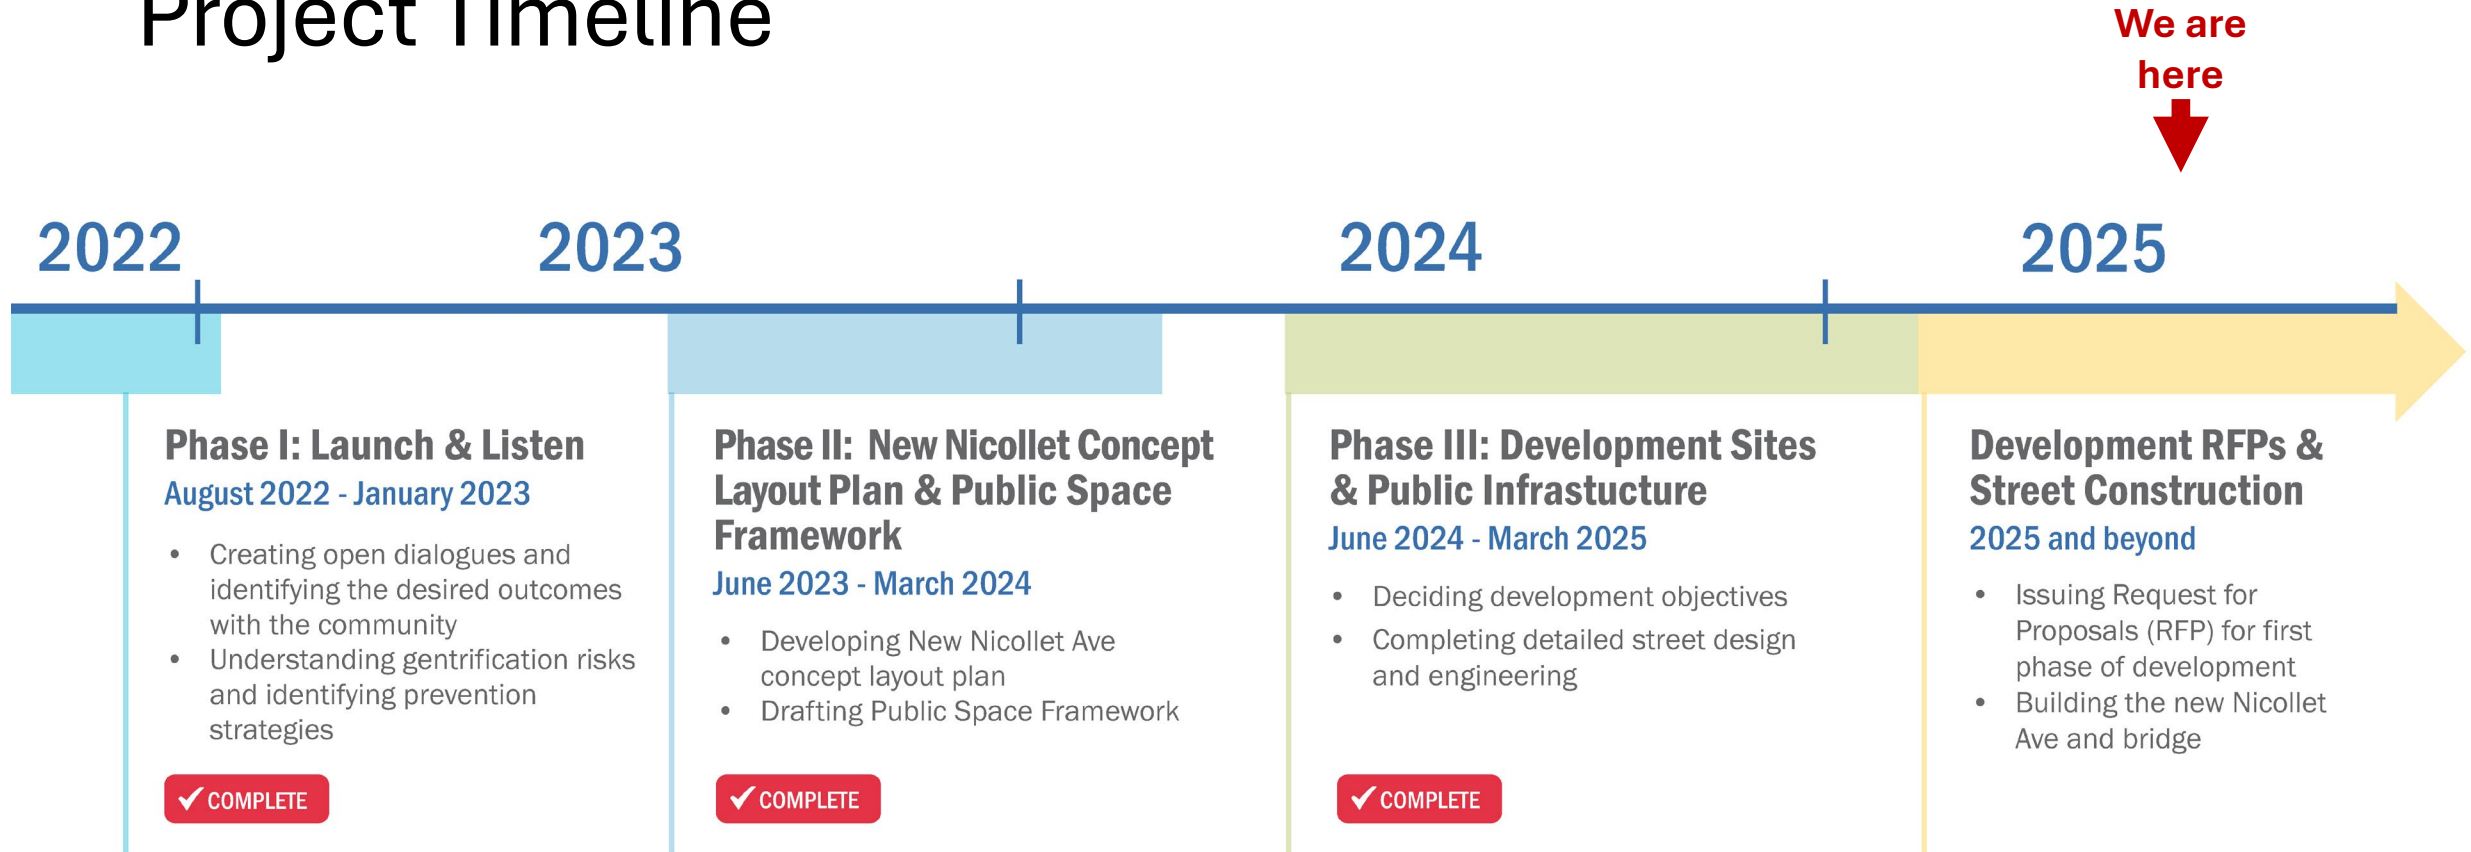 Project Timeline
We are
here
2022
2023
2024
2025
Phase I: Launch & Listen
August 2022 - January 2023
• Creating open dialogues and
identifying the desired outcomes
with the community
• Understanding gentrification risks
and identifying prevention
strategies
✓ COMPLETE
Phase II: New Nicollet Concept
Layout Plan & Public Space
Framework
June 2023 - March 2024
• Developing New Nicollet Ave
concept layout plan
• Drafting Public Space Framework
✓ COMPLETE
Phase III: Development Sites
& Public Infrastucture
June 2024 - March 2025
• Deciding development objectives
• Completing detailed street design
and engineering
✓ COMPLETE
Development RFPs &
Street Construction
2025 and beyond
• Issuing Request for
Proposals (RFP) for first
phase of development
• Building the new Nicollet
Ave and bridge